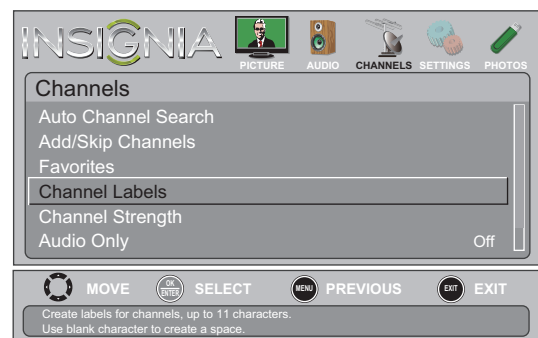 INSIGNIA
PICTURE AUDIO CHANNELS SETTINGS PHOTOS
Channels
Auto Channel Search
Add/Skip Channels
Favorites
Channel Labels
Channel Strength
Audio Only Off
MOVE OK ENTER SELECT MENU PREVIOUS EXIT EXIT
Create labels for channels, up to 11 characters.
Use blank character to create a space.